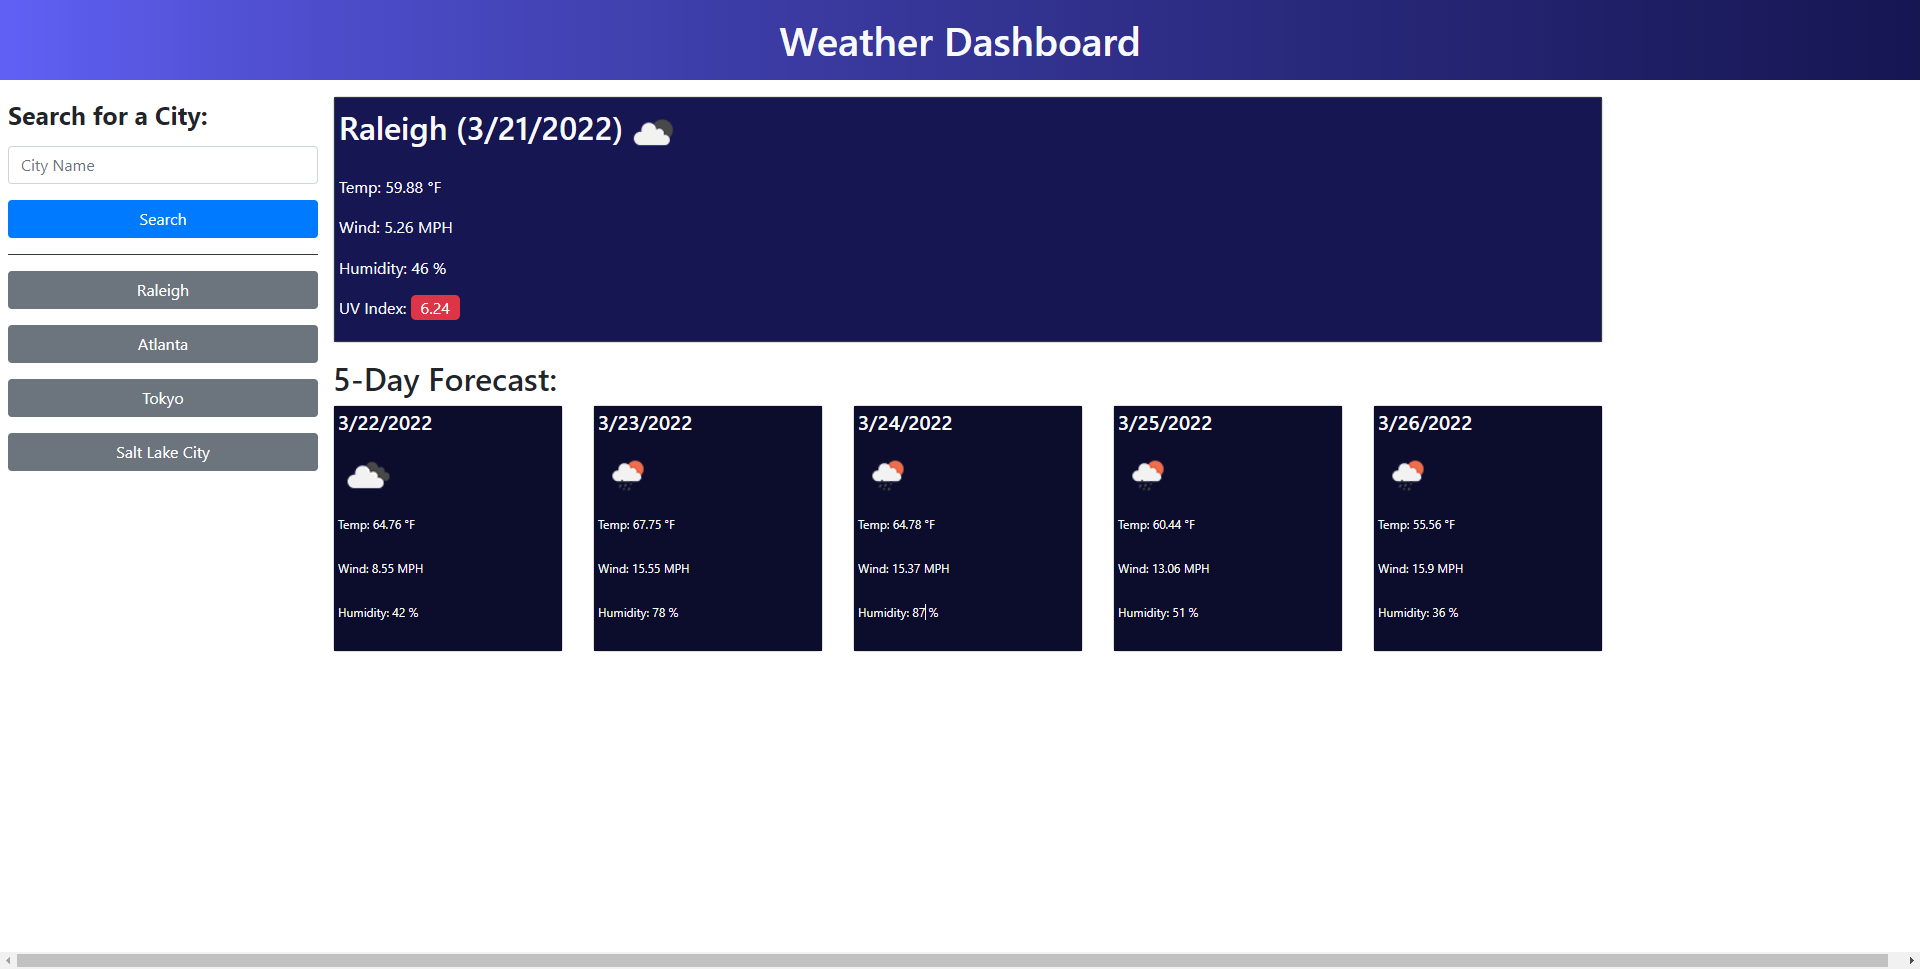 Weather Dashboard
Search for a City:
City Name
Search
Raleigh
Atlanta
Tokyo
Salt Lake City
Raleigh (3/21/2022)
Temp: 59.88 °F
Wind: 5.26 MPH
Humidity: 46 %
UV Index: 6.24
5-Day Forecast:
3/22/2022
Temp: 64.76 °F
Wind: 8.55 MPH
Humidity: 42 %
3/23/2022
Temp: 67.75 °F
Wind: 15.55 MPH
Humidity: 78 %
3/24/2022
Temp: 64.78 °F
Wind: 15.37 MPH
Humidity: 87 %
3/25/2022
Temp: 60.44 °F
Wind: 13.06 MPH
Humidity: 51 %
3/26/2022
Temp: 55.56 °F
Wind: 15.9 MPH
Humidity: 36 %